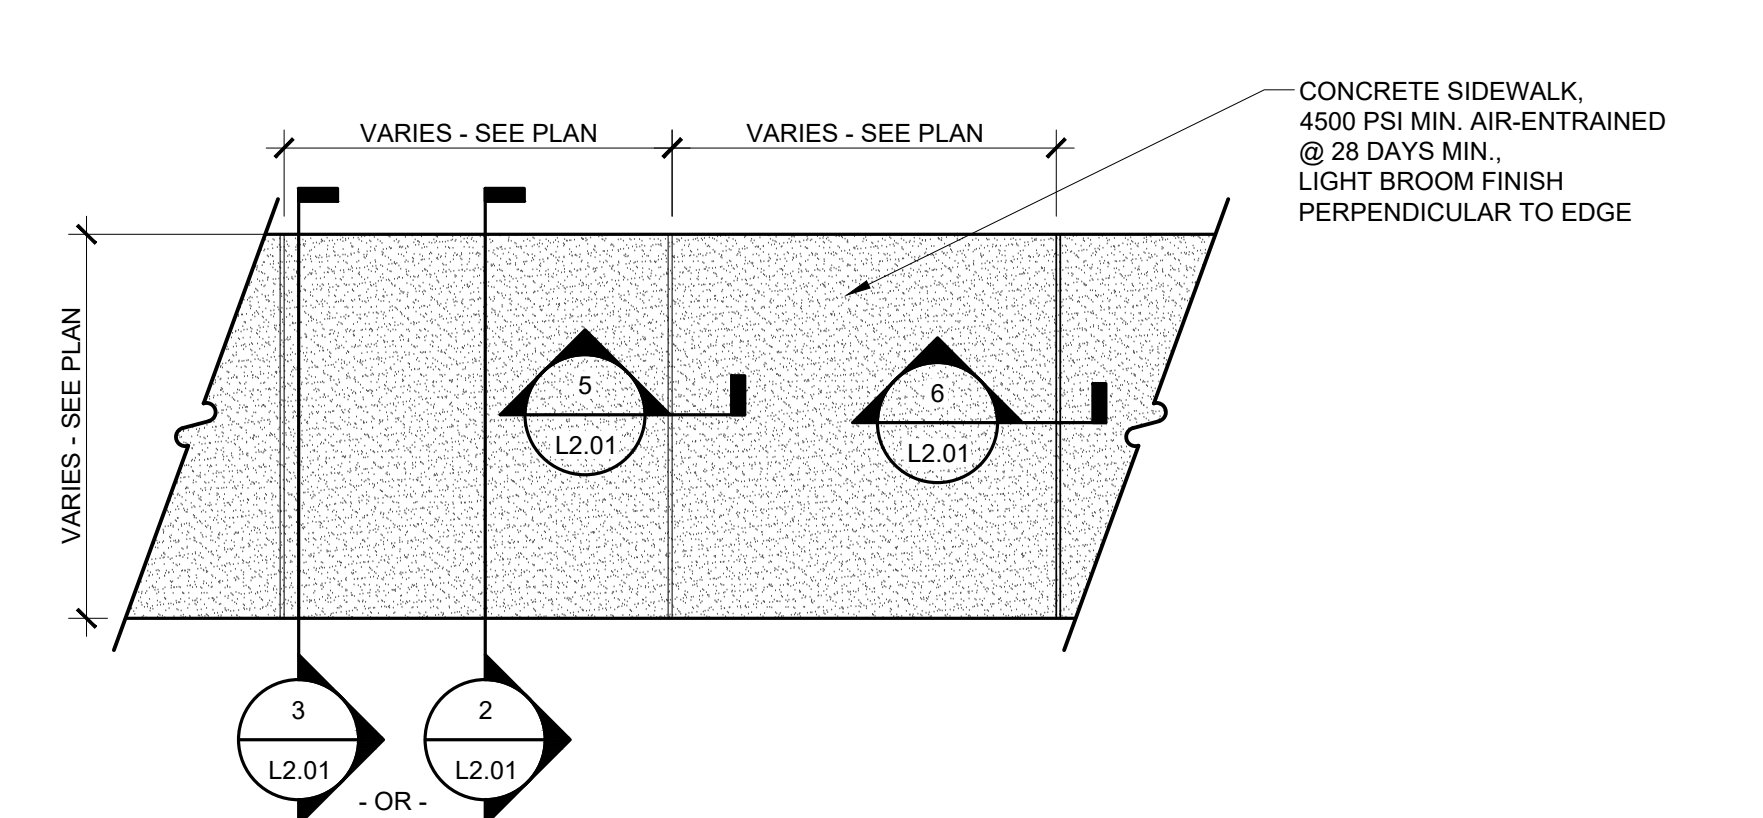 VARIES - SEE PLAN
VARIES - SEE PLAN
CONCRETE SIDEWALK,
4500 PSI MIN. AIR-ENTRAINED
@ 28 DAYS MIN.,
LIGHT BROOM FINISH
PERPENDICULAR TO EDGE
VARIES - SEE PLAN
5
L2.01
6
L2.01
3
L2.01
- OR -
2
L2.01